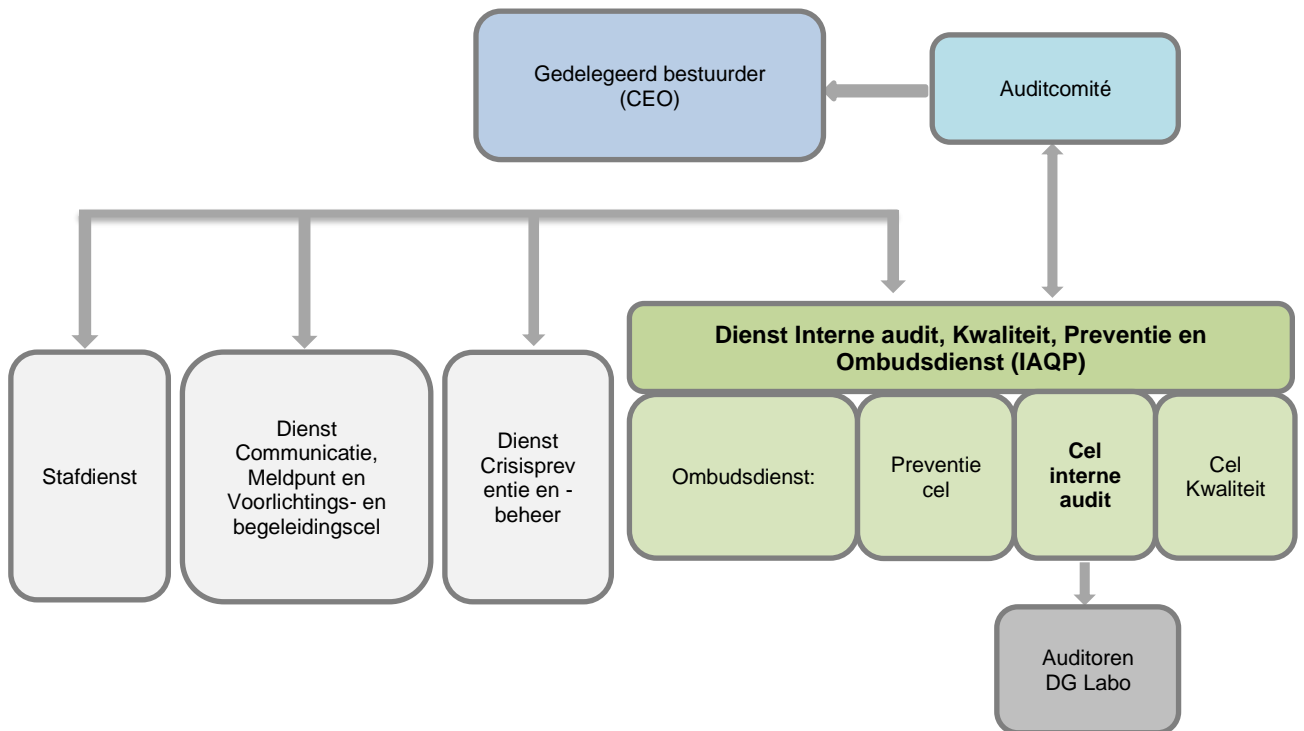 Gedelegeerd bestuurder
(CEO)
Auditcomité
Dienst Interne audit, Kwaliteit, Preventie en
Ombudsdienst (IAQP)
Stafdienst
Dienst
Communicatie,
Meldpunt en
Voorlichtings- en
begeleidingscel
Dienst
Crisisprev
entie en -
beheer
Ombudsdienst:
Preventie
cel
Cel
interne
audit
Cel
Kwaliteit
Auditoren
DG Labo